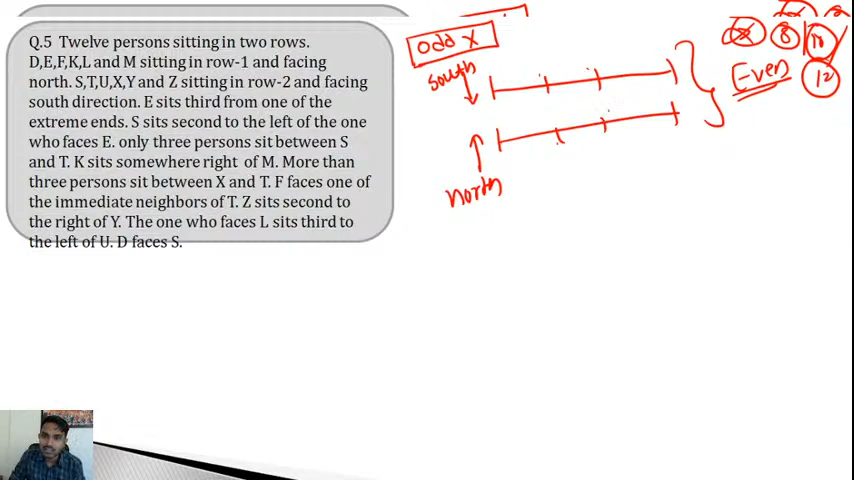 Q.5 Twelve persons sitting in two rows.
D,E,F,K,L and M sitting in row-1 and facing
north. S,T,U,X,Y and Z sitting in row-2 and facing
south direction. E sits third from one of the
extreme ends. S sits second to the left of the one
who faces E. only three persons sit between S
and T. K sits somewhere right of M. More than
three persons sit between X and T. F faces one of
the immediate neighbors of T. Z sits second to
the right of Y. The one who faces L sits third to
the left of U. D faces S.
odd X
south
north
8 10
Even 12